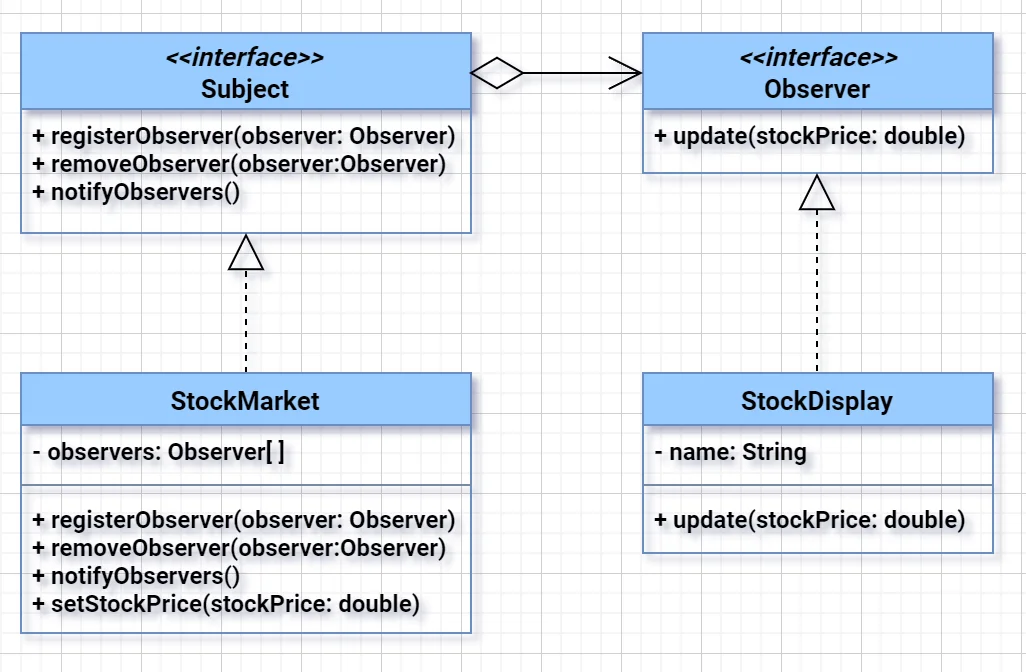 <<interface>>
Subject
+ registerObserver(observer: Observer)
+ removeObserver(observer:Observer)
+ notifyObservers()
<<interface>>
Observer
+ update(stockPrice: double)
StockMarket
- observers: Observer[ ]
+ registerObserver(observer: Observer)
+ removeObserver(observer:Observer)
+ notifyObservers()
+ setStockPrice(stockPrice: double)
StockDisplay
- name: String
+ update(stockPrice: double)